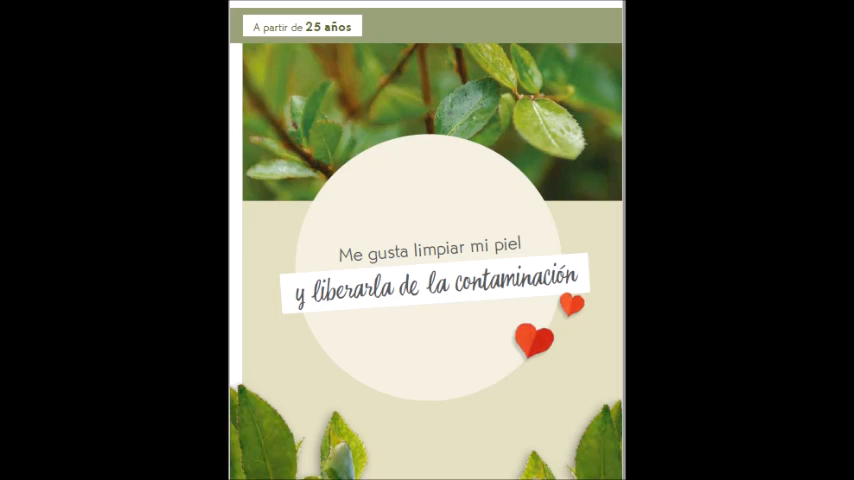 A partir de 25 años
Me gusta limpiar mi piel
y liberarla de la contaminación